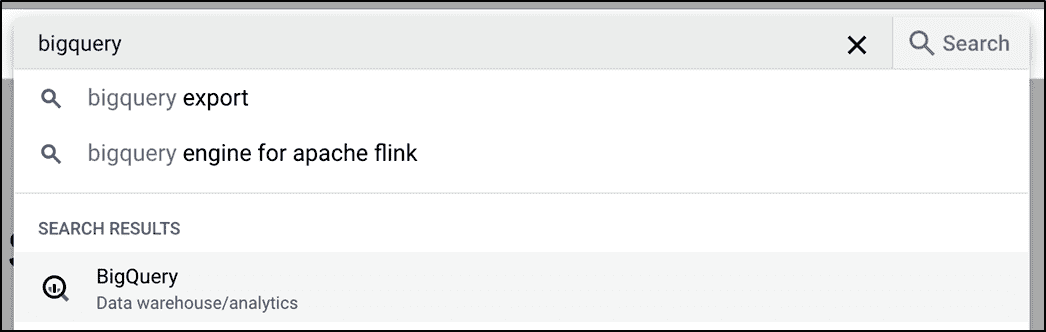 bigquery
Search
bigquery export
bigquery engine for apache flink
SEARCH RESULTS
BigQuery
Data warehouse/analytics